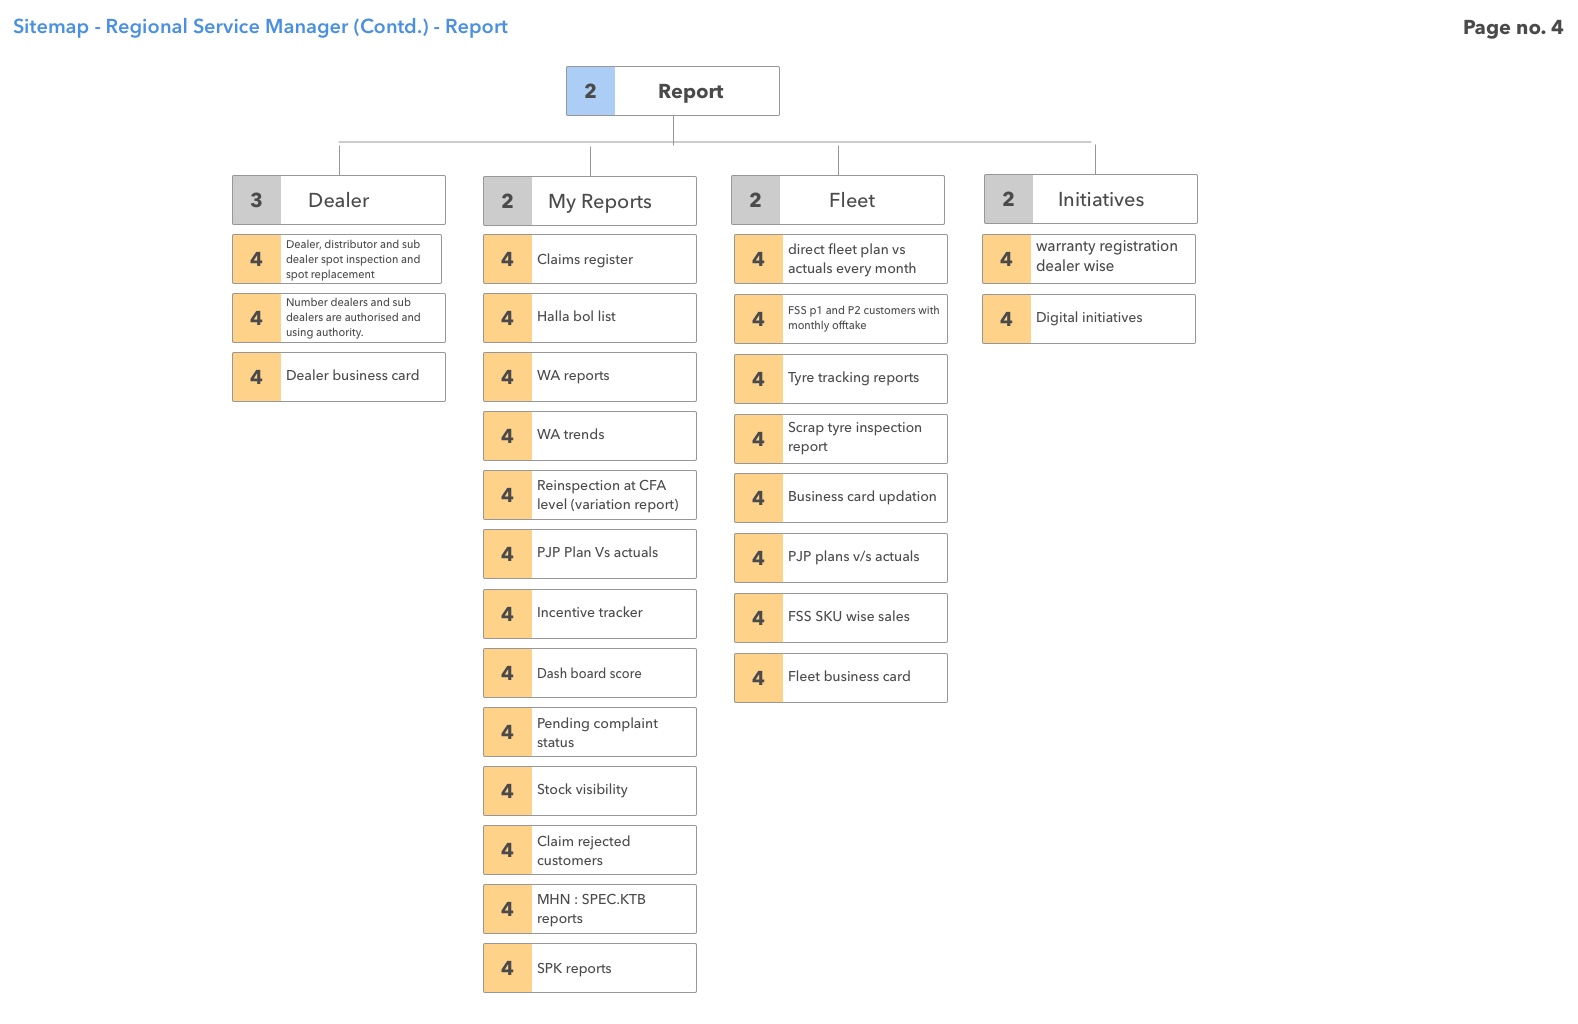 Sitemap - Regional Service Manager (Contd.) - Report
Page no. 4
2 Report
3 Dealer
4 Dealer, distributor and sub
dealer spot inspection and
spot replacement
4 Number dealers and sub
dealers are authorised and
using authority.
4 Dealer business card
2 My Reports
4 Claims register
4 Halla bol list
4 WA reports
4 WA trends
4 Reinspection at CFA
level (variation report)
4 PJP Plan Vs actuals
4 Incentive tracker
4 Dash board score
4 Pending complaint
status
4 Stock visibility
4 Claim rejected
customers
4 MHN : SPEC.KTB
reports
4 SPK reports
2 Fleet
4 direct fleet plan vs
actuals every month
4 FSS p1 and P2 customers with
monthly offtake
4 Tyre tracking reports
4 Scrap tyre inspection
report
4 Business card updation
4 PJP plans v/s actuals
4 FSS SKU wise sales
4 Fleet business card
2 Initiatives
4 warranty registration
dealer wise
4 Digital initiatives